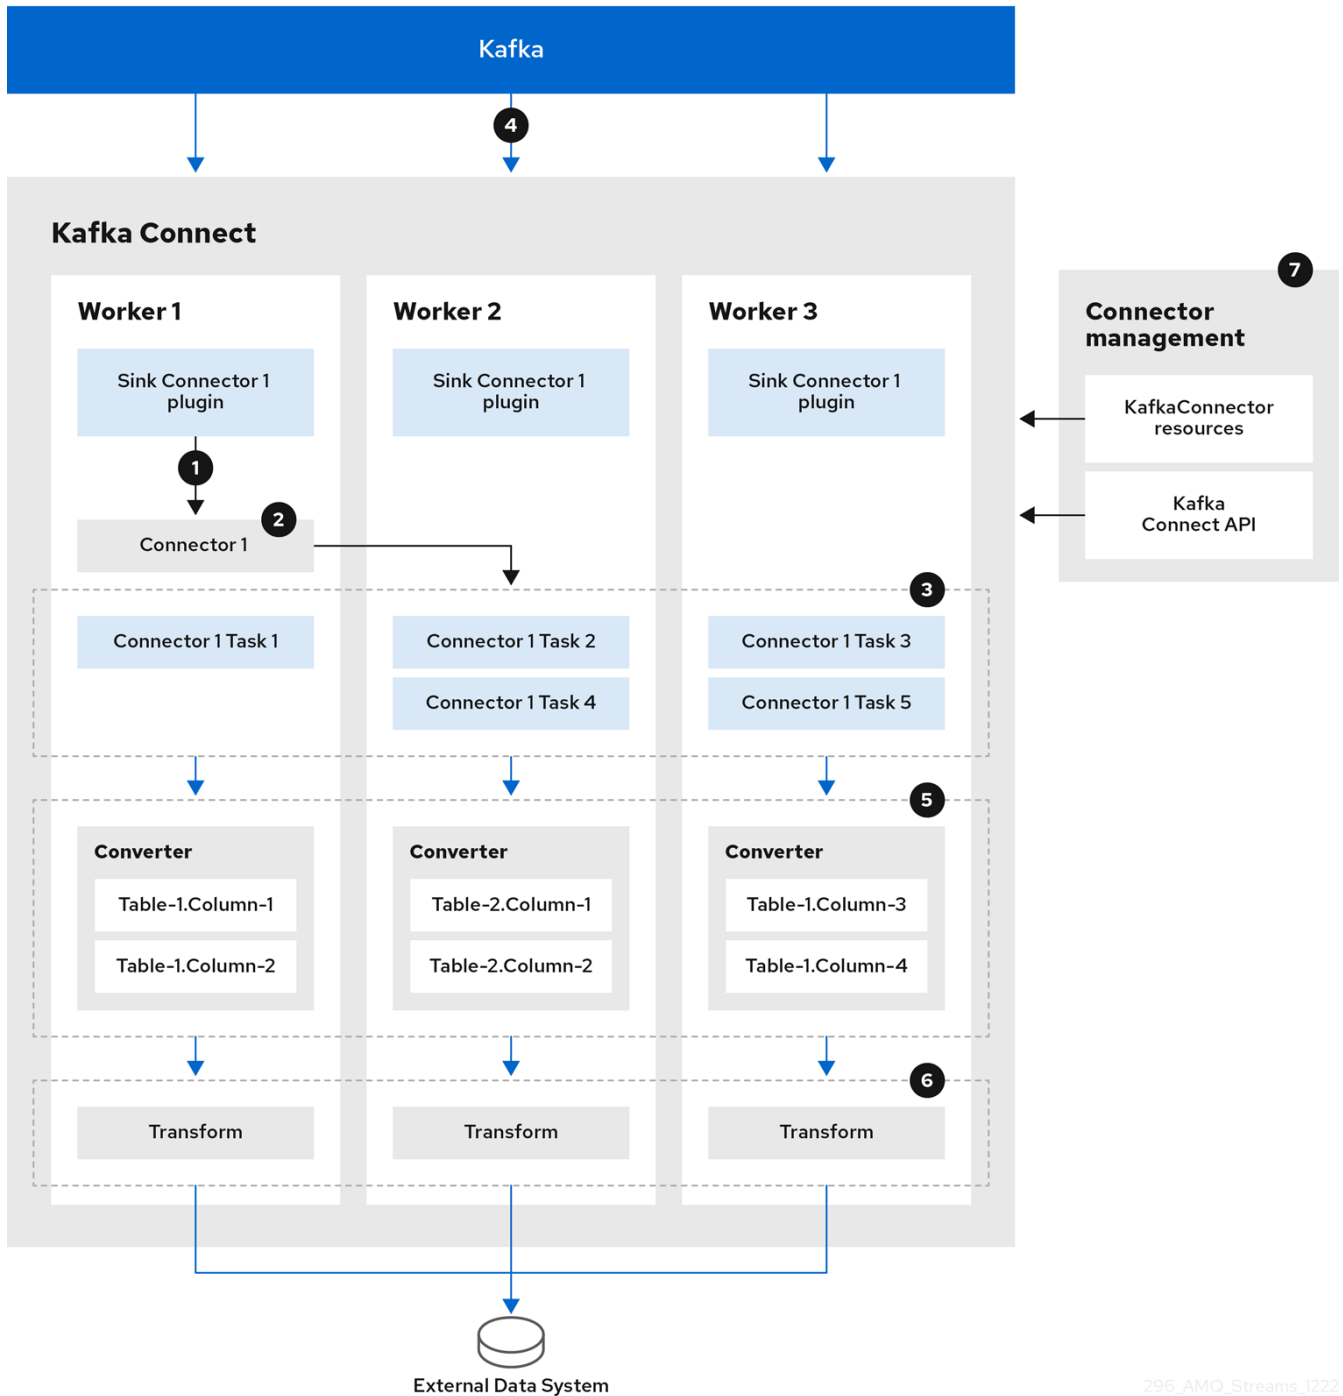 Kafka
4
Kafka Connect
Worker 1
Worker 2
Worker 3
7
Connector
management
Sink Connector 1
plugin
Sink Connector 1
plugin
Sink Connector 1
plugin
KafkaConnector
resources
1
Kafka
Connect API
2
Connector 1
3
Connector 1 Task 1
Connector 1 Task 2
Connector 1 Task 3
Connector 1 Task 4
Connector 1 Task 5
5
Converter
Converter
Converter
Table-1.Column-1
Table-2.Column-1
Table-1.Column-3
Table-1.Column-2
Table-2.Column-2
Table-1.Column-4
6
Transform
Transform
Transform
External Data System
296_AMQ_Streams_1222